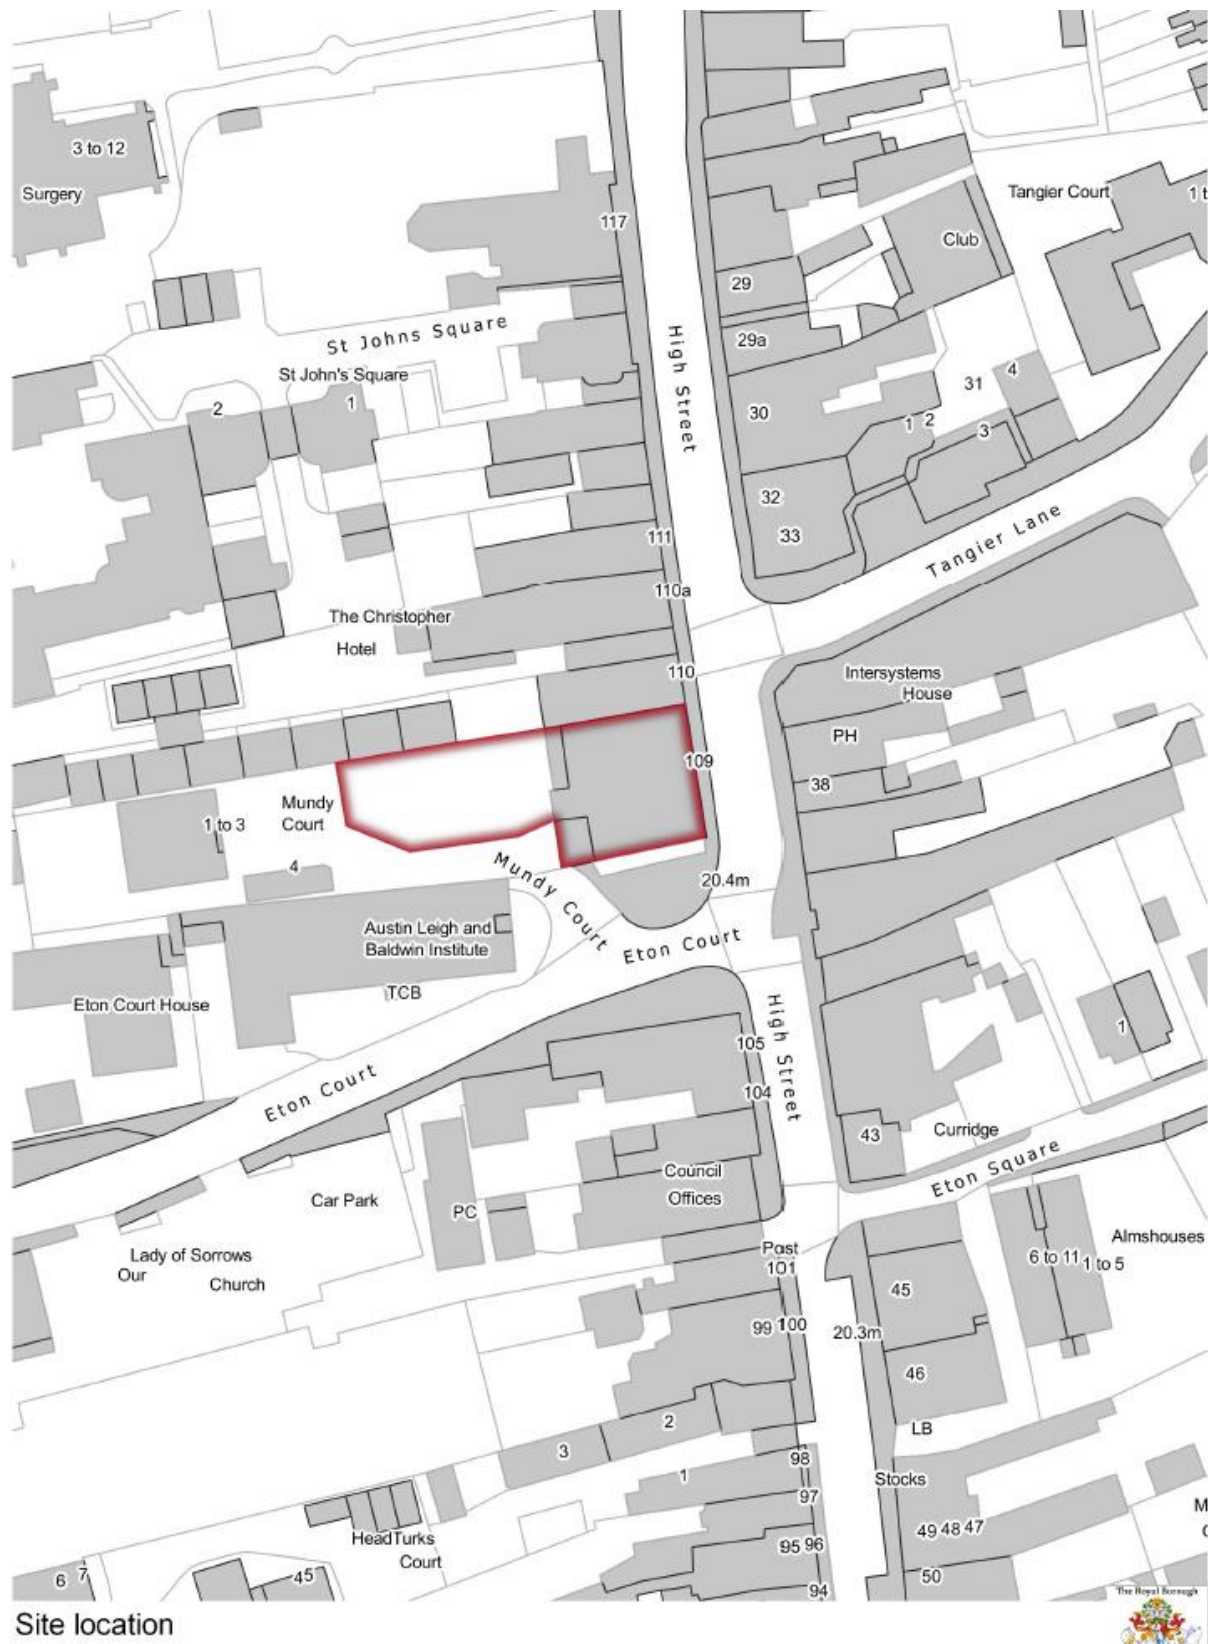 3 to 12
Surgery
117
Tangier Court
1 t
Club
29
29a
St Johns Square
High Street
St John's Square
1
2
30
31
4
1
2
3
32
33
111
110a
Tangier Lane
The Christopher
Hotel
110
Intersystems
House
PH
109
38
Mundy
Court
1 to 3
4
Mundy Court
20.4m
Austin Leigh and
Baldwin Institute
Eton Court
TCB
Eton Court House
High Street
1
105
104
Eton Court
43
Curridge
Eton Square
Council
Offices
Car Park
PC
Almshouses
Lady of Sorrows
Our
Church
Post
101
6 to 11
1 to 5
45
99
100
20.3m
46
2
LB
3
98
1
Stocks
97
M
HeadTurks
Court
49 48 47
95 96
6
7
45
94
50
Site location
The Royal Borough